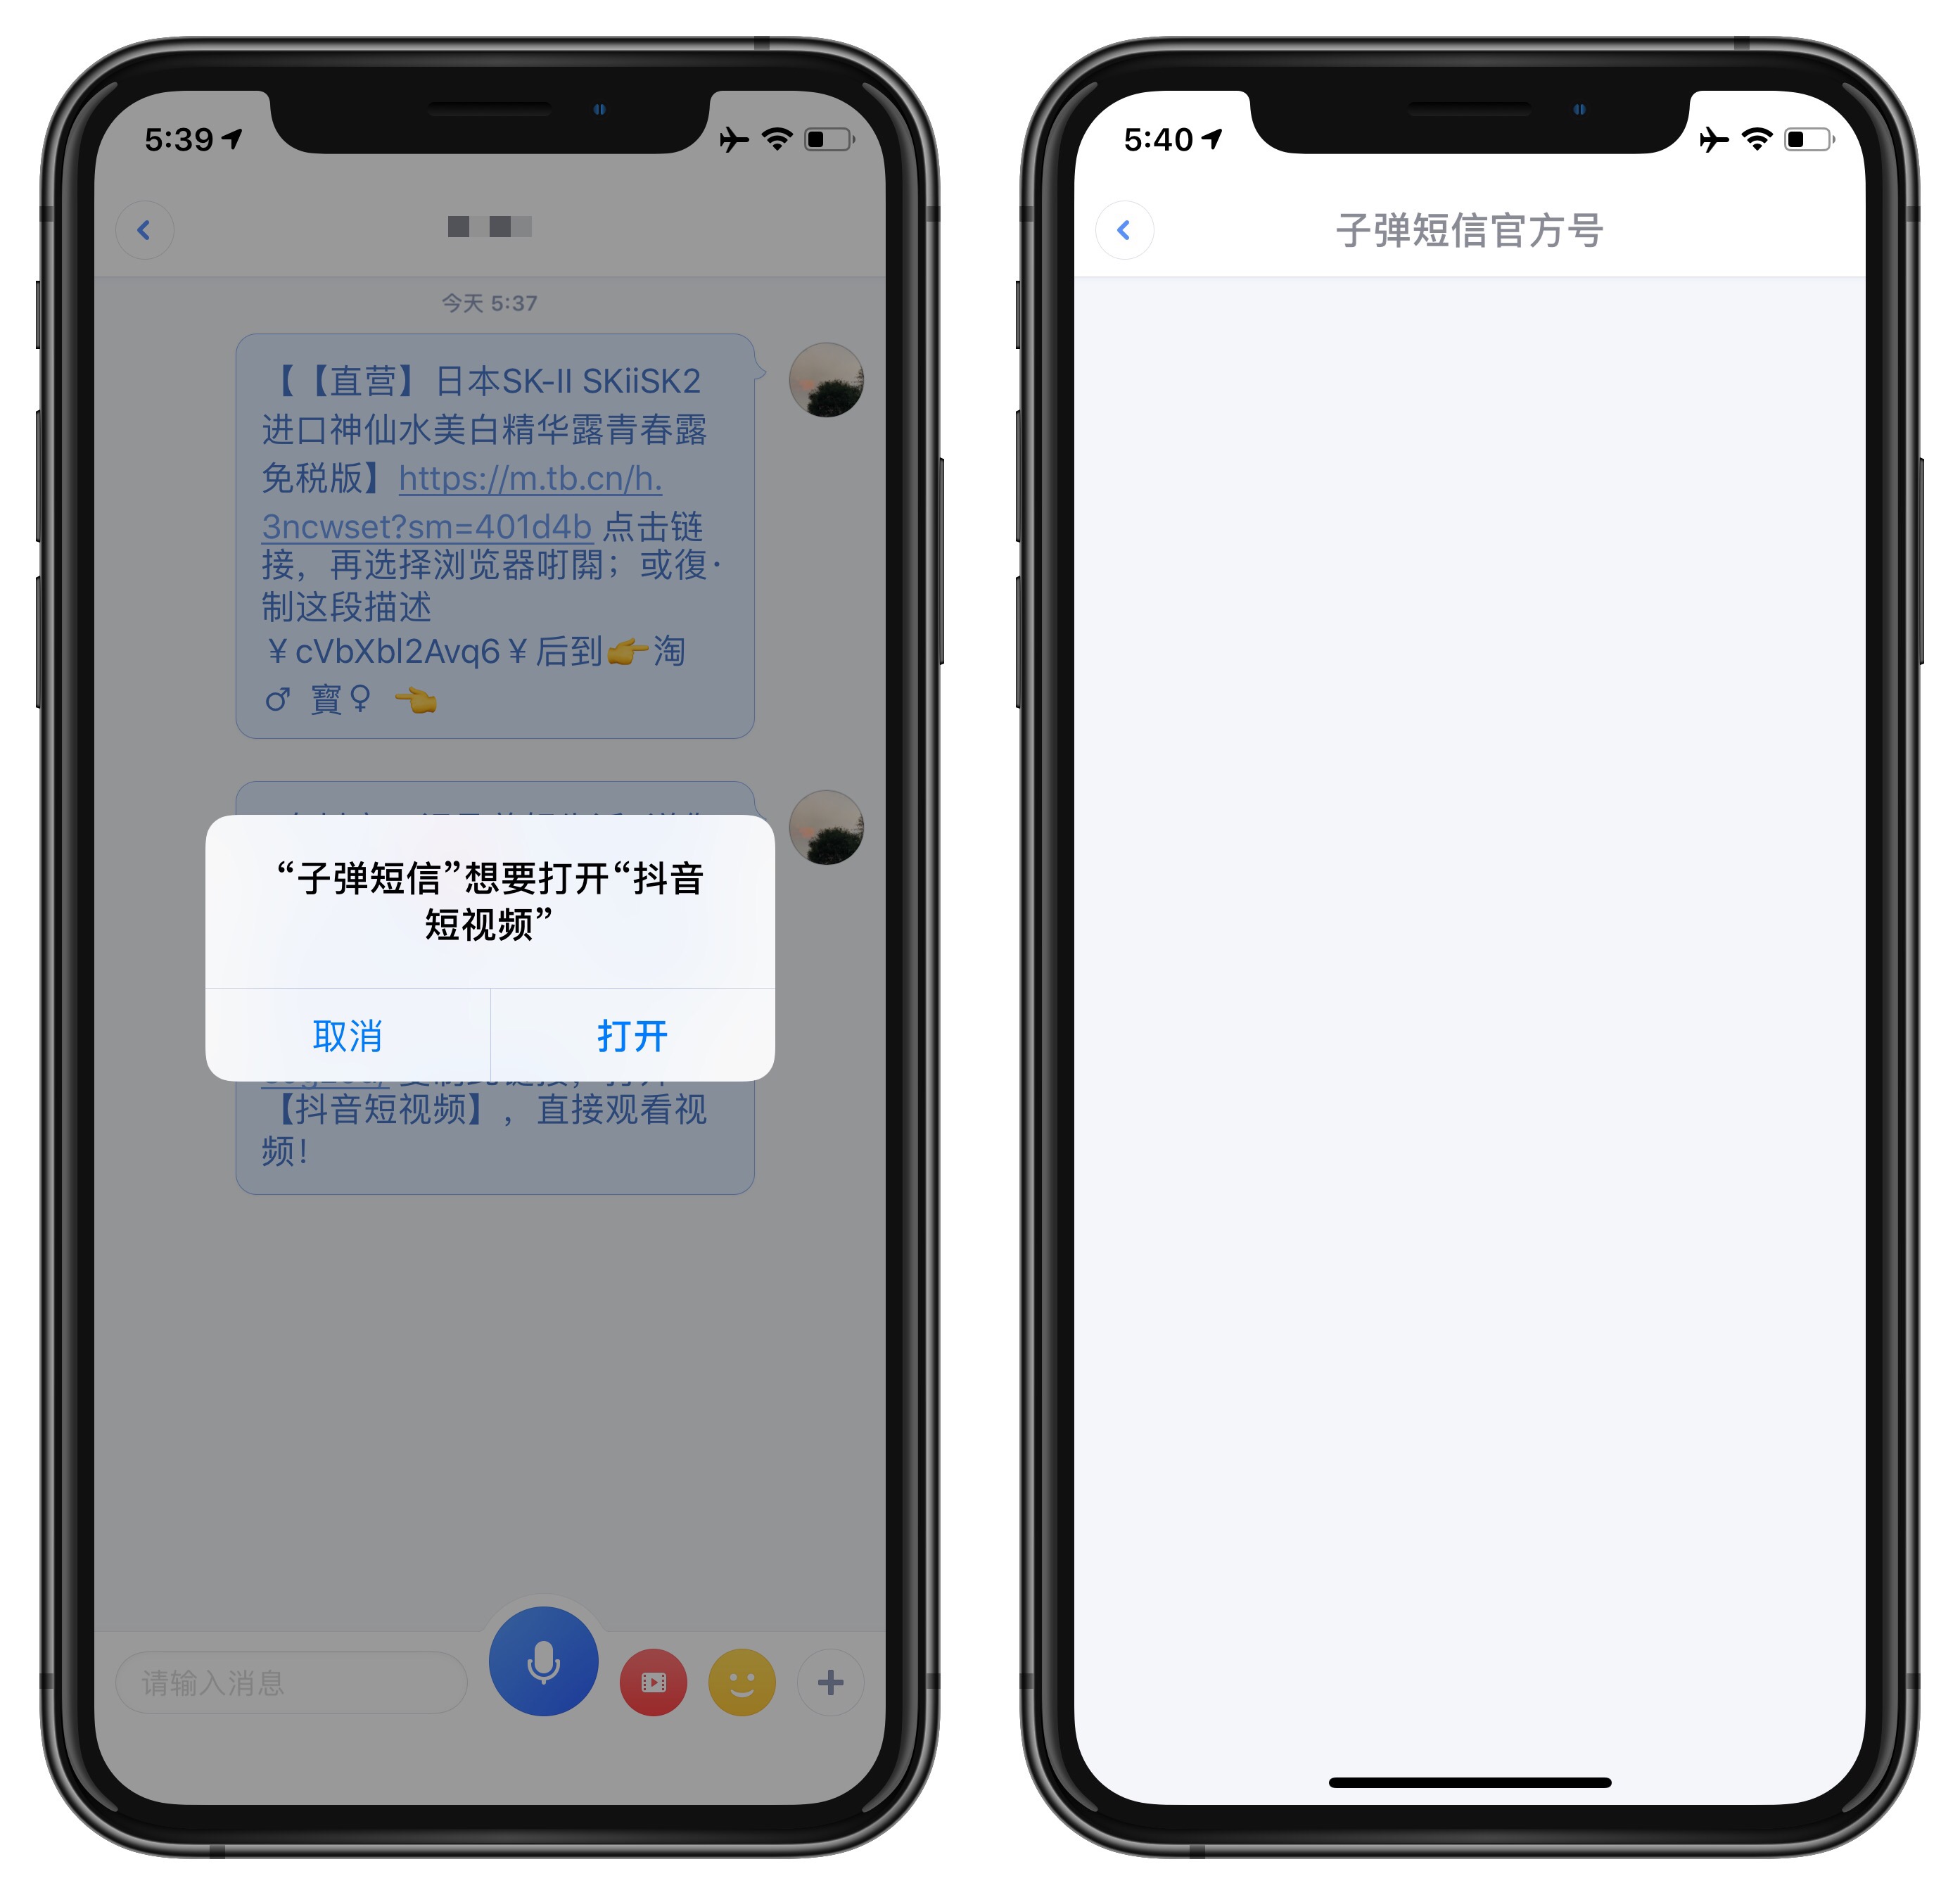 5:39
今天 5:37
【【直营】日本SK-II SKiiSK2
进口神仙水美白精华露青春露
免税版】https://m.tb.cn/h.
3ncwset?sm=401d4b 点击链
接，再选择浏览器咑閞；或復·
制这段描述
￥cVbXbI2Avq6￥后到👉淘
♂ 寳♀ 👈
“子弹短信”想要打开“抖音
短视频”
取消
打开
【抖音短视频】，直接观看视
频！
请输入消息
5:40
子弹短信官方号